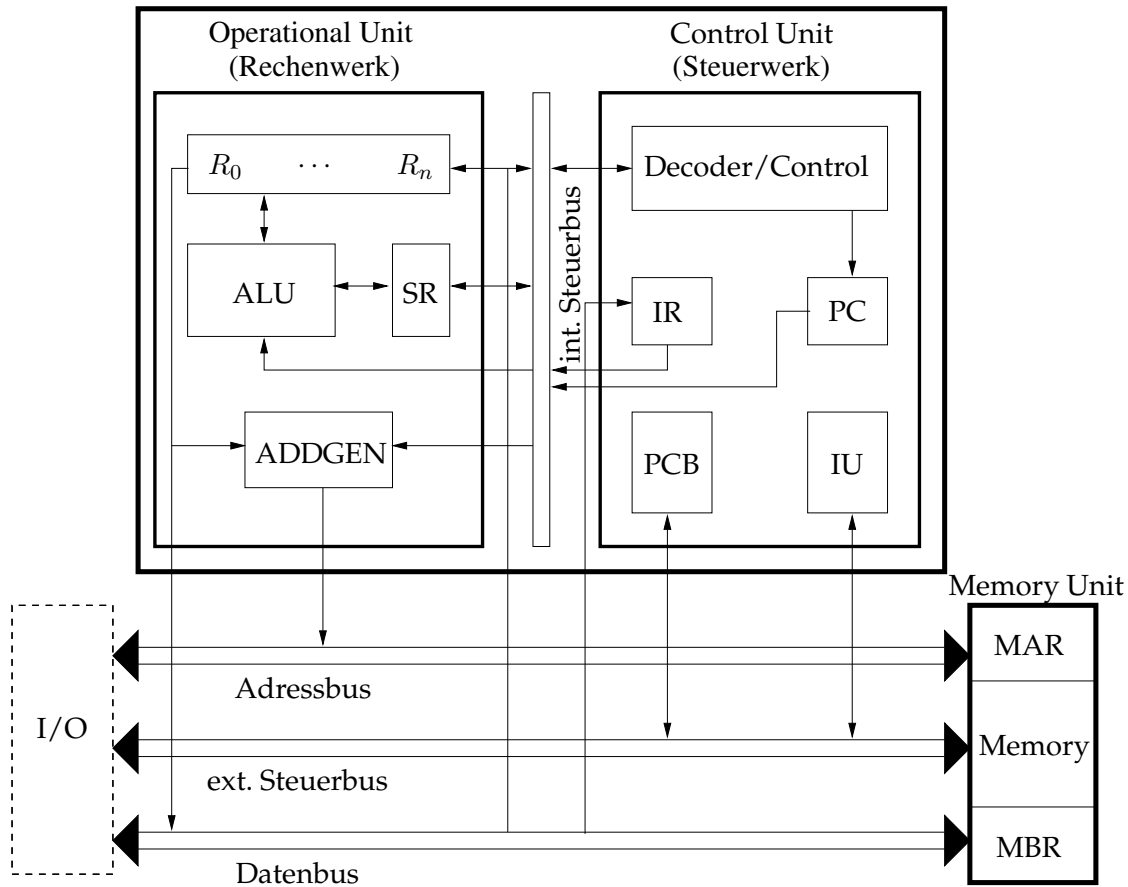 Operational Unit
(Rechenwerk)
Control Unit
(Steuerwerk)
R0 ··· Rn
Decoder/Control
int. Steuerbus
ALU
SR
IR
PC
ADDGEN
PCB
IU
Memory Unit
I/O
MAR
Memory
MBR
Adressbus
ext. Steuerbus
Datenbus